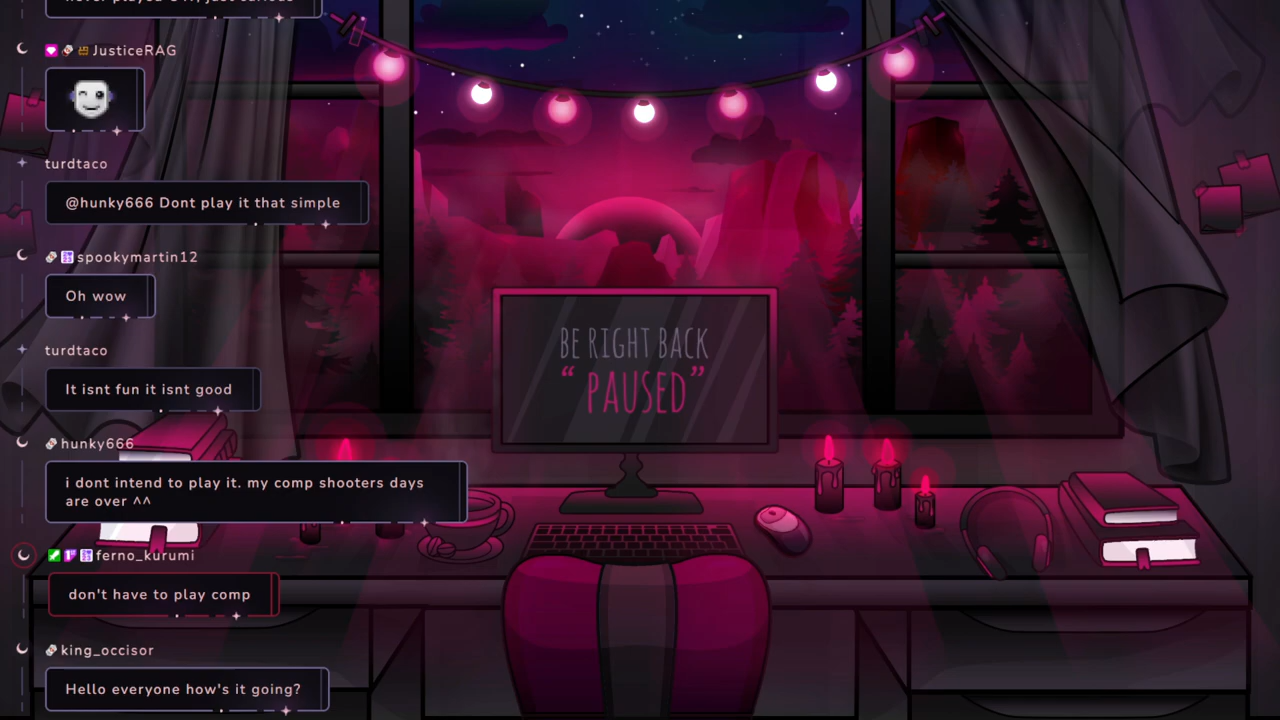 JusticeRAG
turdtaco
@hunky666 Dont play it that simple
spookymartin12
Oh wow
turdtaco
It isnt fun it isnt good
hunky666
i dont intend to play it. my comp shooters days
are over ^^
ferno_kurumi
don't have to play comp
king_occisor
Hello everyone how's it going?
BE RIGHT BACK
“ PAUSED”